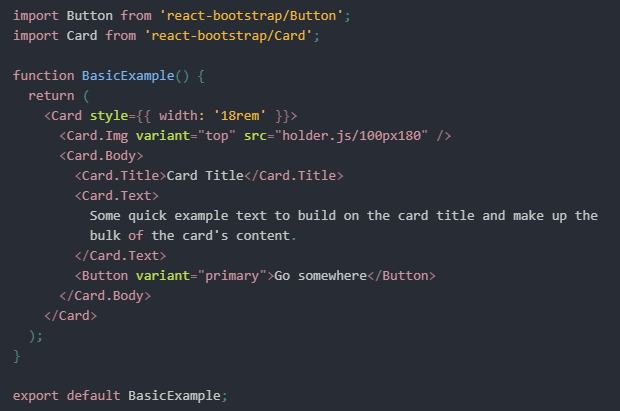 import Button from 'react-bootstrap/Button';
import Card from 'react-bootstrap/Card';

function BasicExample() {
  return (
    <Card style={{ width: '18rem' }}>
      <Card.Img variant="top" src="holder.js/100px180" />
      <Card.Body>
        <Card.Title>Card Title</Card.Title>
        <Card.Text>
          Some quick example text to build on the card title and make up the
          bulk of the card's content.
        </Card.Text>
        <Button variant="primary">Go somewhere</Button>
      </Card.Body>
    </Card>
  );
}

export default BasicExample;